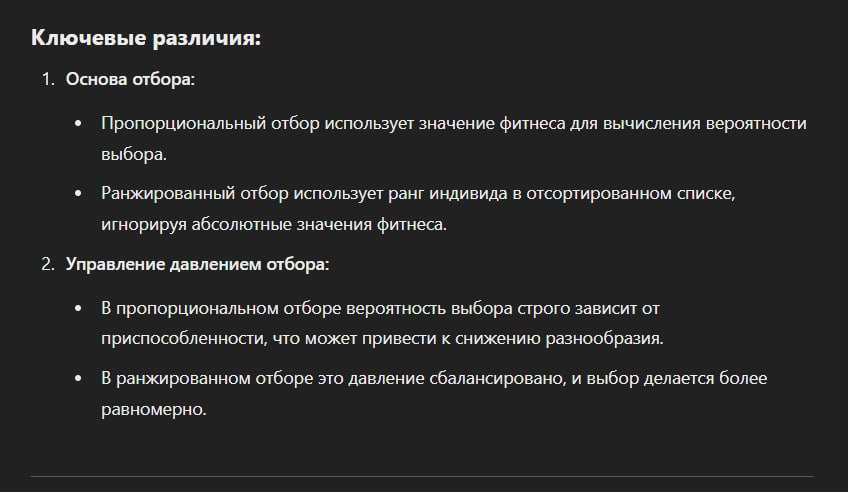 Ключевые различия:
1. Основа отбора:
• Пропорциональный отбор использует значение фитнеса для вычисления вероятности
выбора.
• Ранжированный отбор использует ранг индивида в отсортированном списке,
игнорируя абсолютные значения фитнеса.
2. Управление давлением отбора:
• В пропорциональном отборе вероятность выбора строго зависит от
приспособленности, что может привести к снижению разнообразия.
• В ранжированном отборе это давление сбалансировано, и выбор делается более
равномерно.